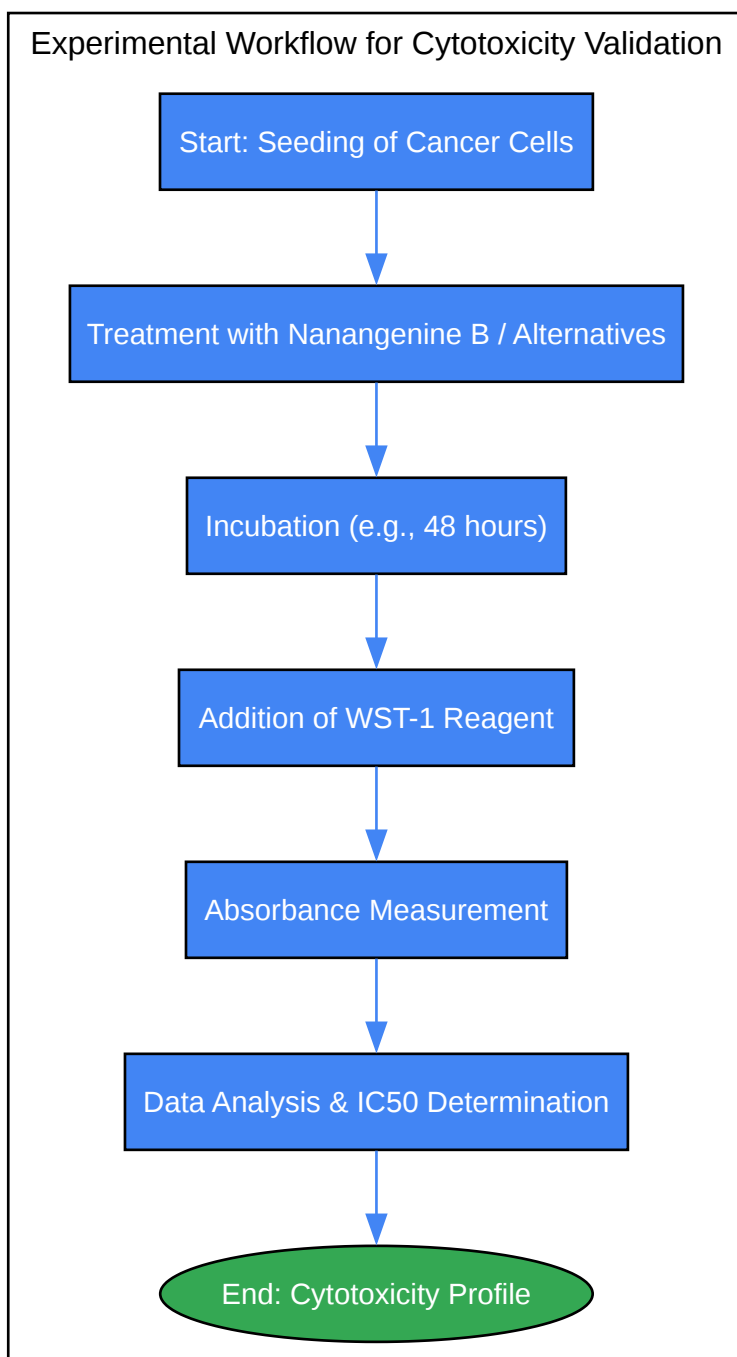 Experimental Workflow for Cytotoxicity Validation
Start: Seeding of Cancer Cells
Treatment with Nanangenine B / Alternatives
Incubation (e.g., 48 hours)
Addition of WST-1 Reagent
Absorbance Measurement
Data Analysis & IC50 Determination
End: Cytotoxicity Profile